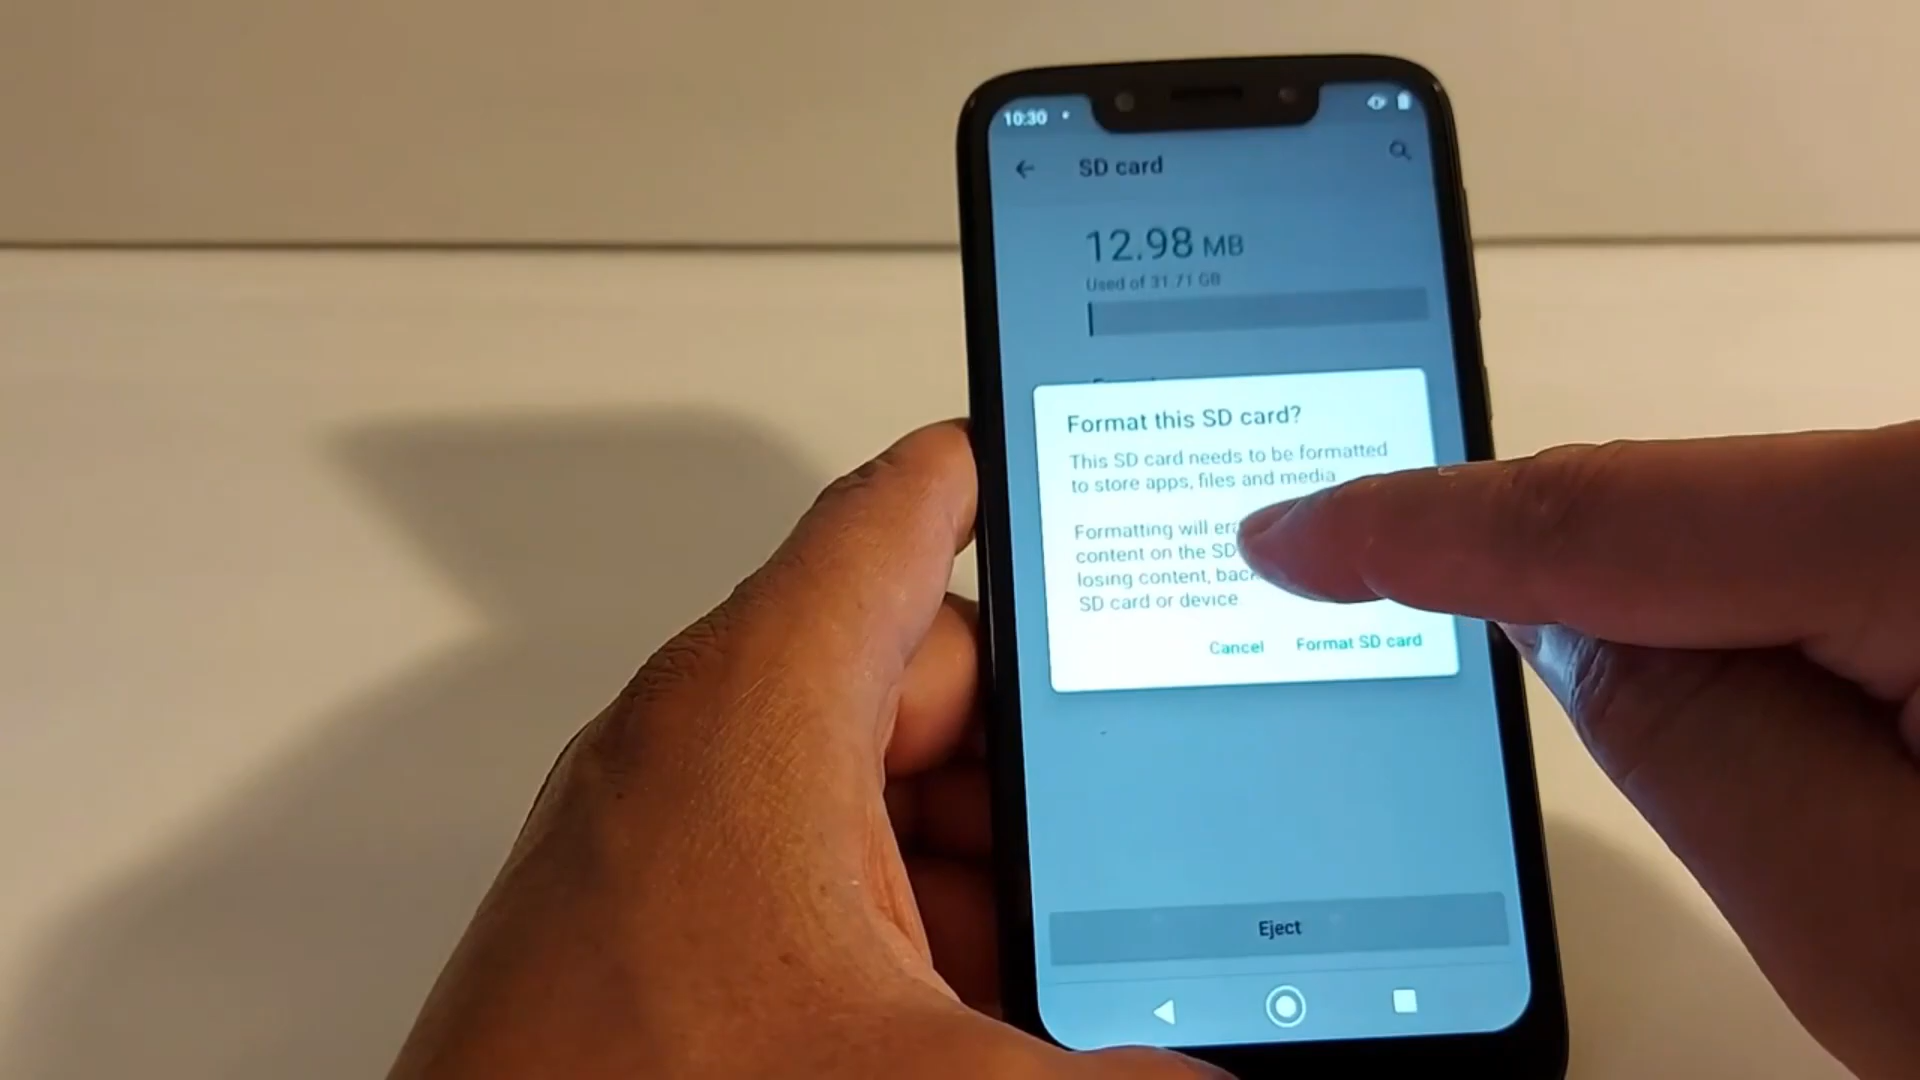 10:30
SD card
12.98 MB
Used of 31.71 GB
Format this SD card?
This SD card needs to be formatted
to store apps, files and media
Formatting will
content on the SD
losing content,
SD card or device
Cancel Format SD card
Eject